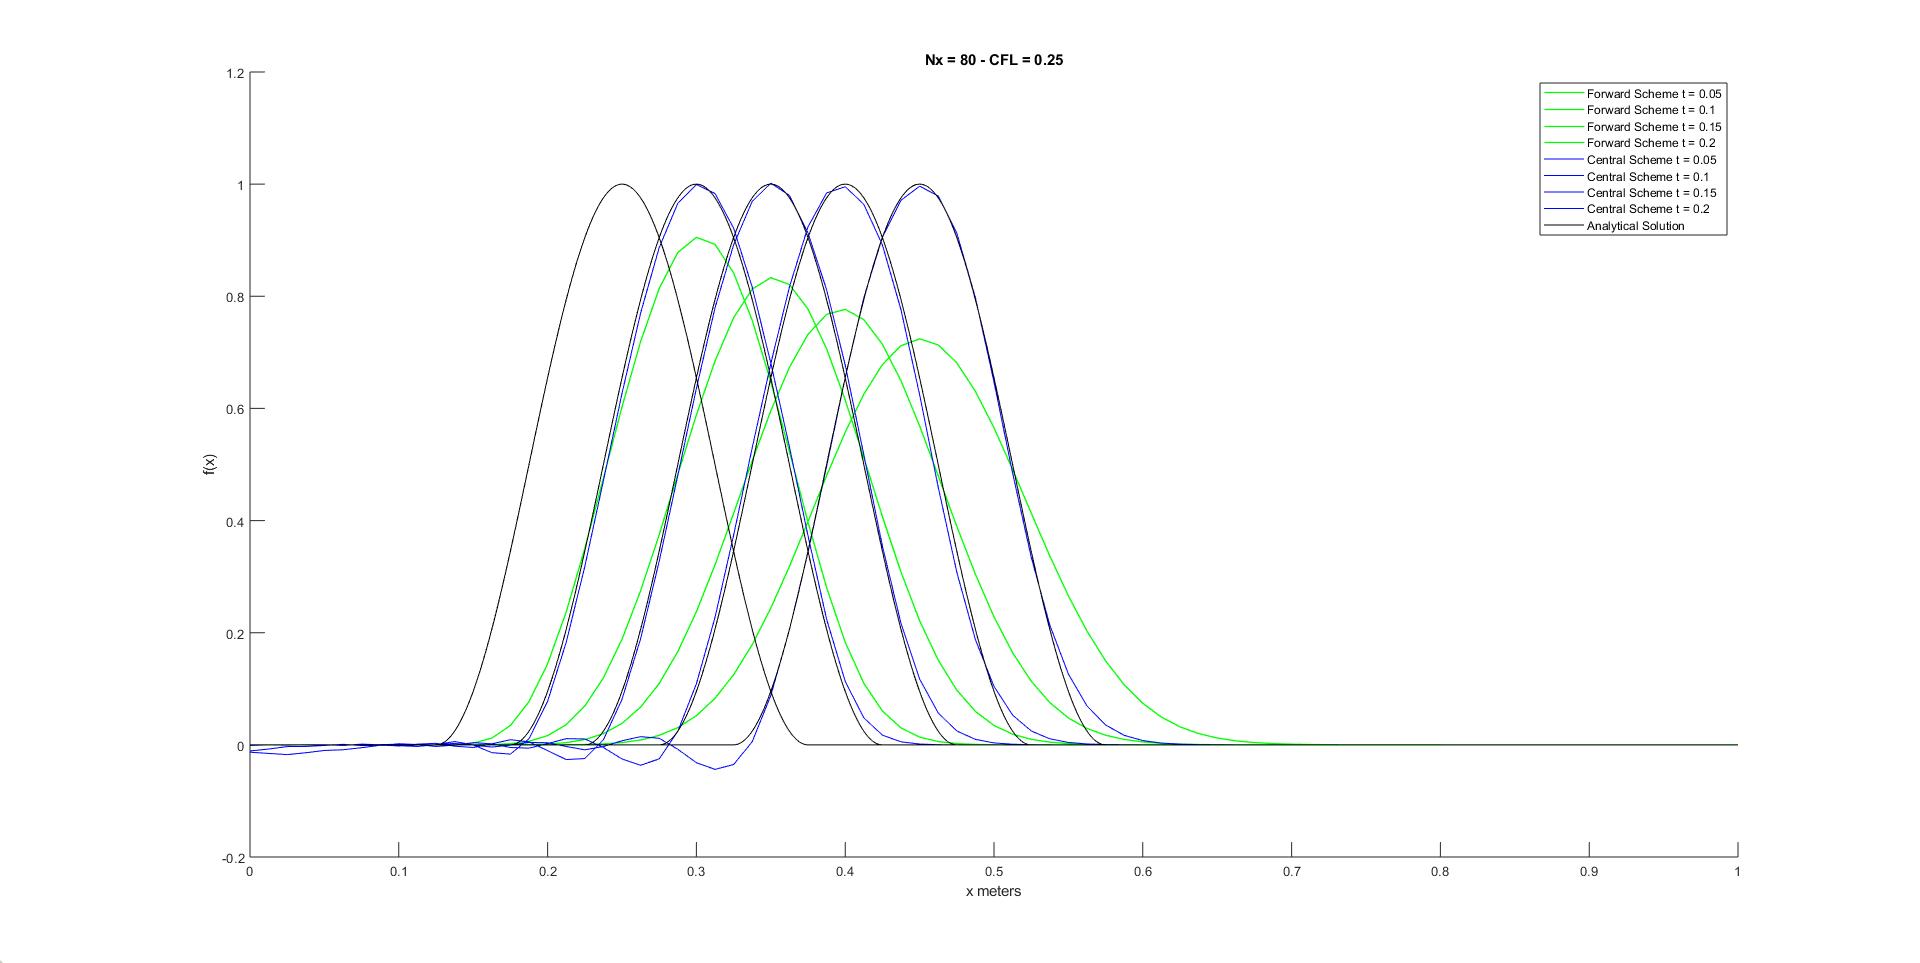 Nx = 80 - CFL = 0.25
1.2
1
0.8
0.6
0.4
0.2
0
-0.2
f(x)
Forward Scheme t = 0.05
Forward Scheme t = 0.1
Forward Scheme t = 0.15
Forward Scheme t = 0.2
Central Scheme t = 0.05
Central Scheme t = 0.1
Central Scheme t = 0.15
Central Scheme t = 0.2
Analytical Solution
0 0.1 0.2 0.3 0.4 0.5 0.6 0.7 0.8 0.9 1
x meters